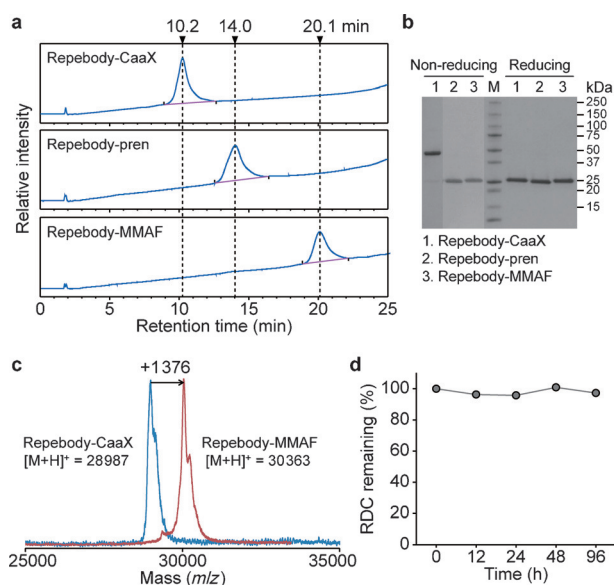 a
10.2 14.0 20.1 min
Repebody-CaaX
Repebody-pren
Repebody-MMAF
Relative intensity
0 5 10 15 20 25
Retention time (min)
b
Non-reducing Reducing kDa
1 2 3 M 1 2 3
250
150
100
75
50
37
25
20
15
1. Repebody-CaaX
2. Repebody-pren
3. Repebody-MMAF
c
+1376
Repebody-CaaX
[M+H]+ = 28987
Repebody-MMAF
[M+H]+ = 30363
25000 30000 35000
Mass (m/z)
d
RDC remaining (%)
100
80
60
40
20
0
0 12 24 48 96
Time (h)